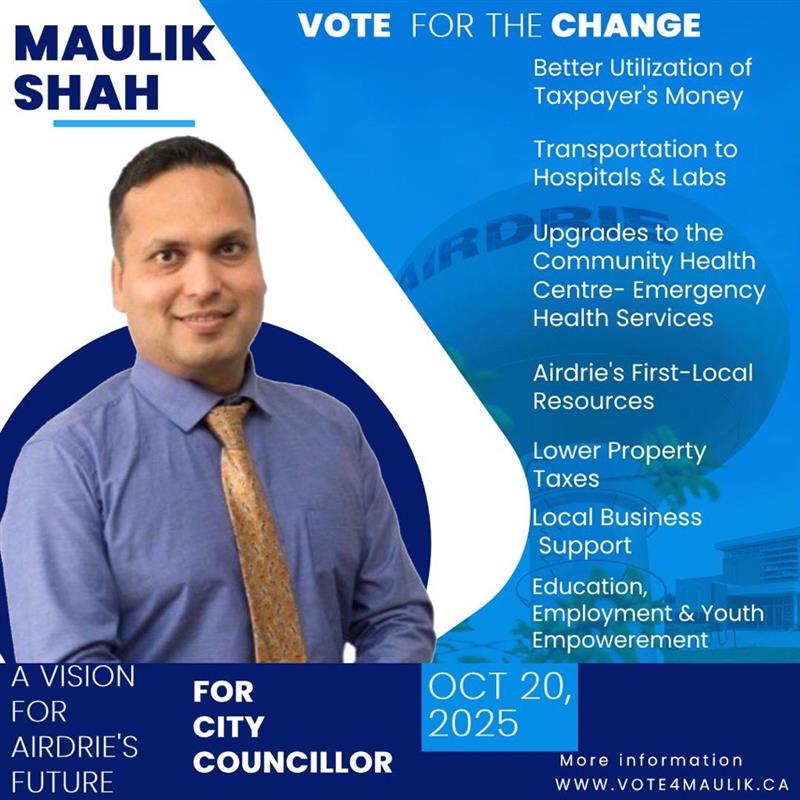 MAULIK
SHAH
VOTE FOR THE CHANGE
Better Utilization of
Taxpayer's Money
Transportation to
Hospitals & Labs
AIRDRIE
Upgrades to the
Community Health
Centre- Emergency
Health Services
Airdrie's First-Local
Resources
Lower Property
Taxes
Local Business
Support
Education,
Employment & Youth
Empowerement
A VISION
FOR
AIRDRIE'S
FUTURE
FOR
CITY
COUNCILLOR
OCT 20,
2025
More information
WWW.VOTE4MAULIK.CA